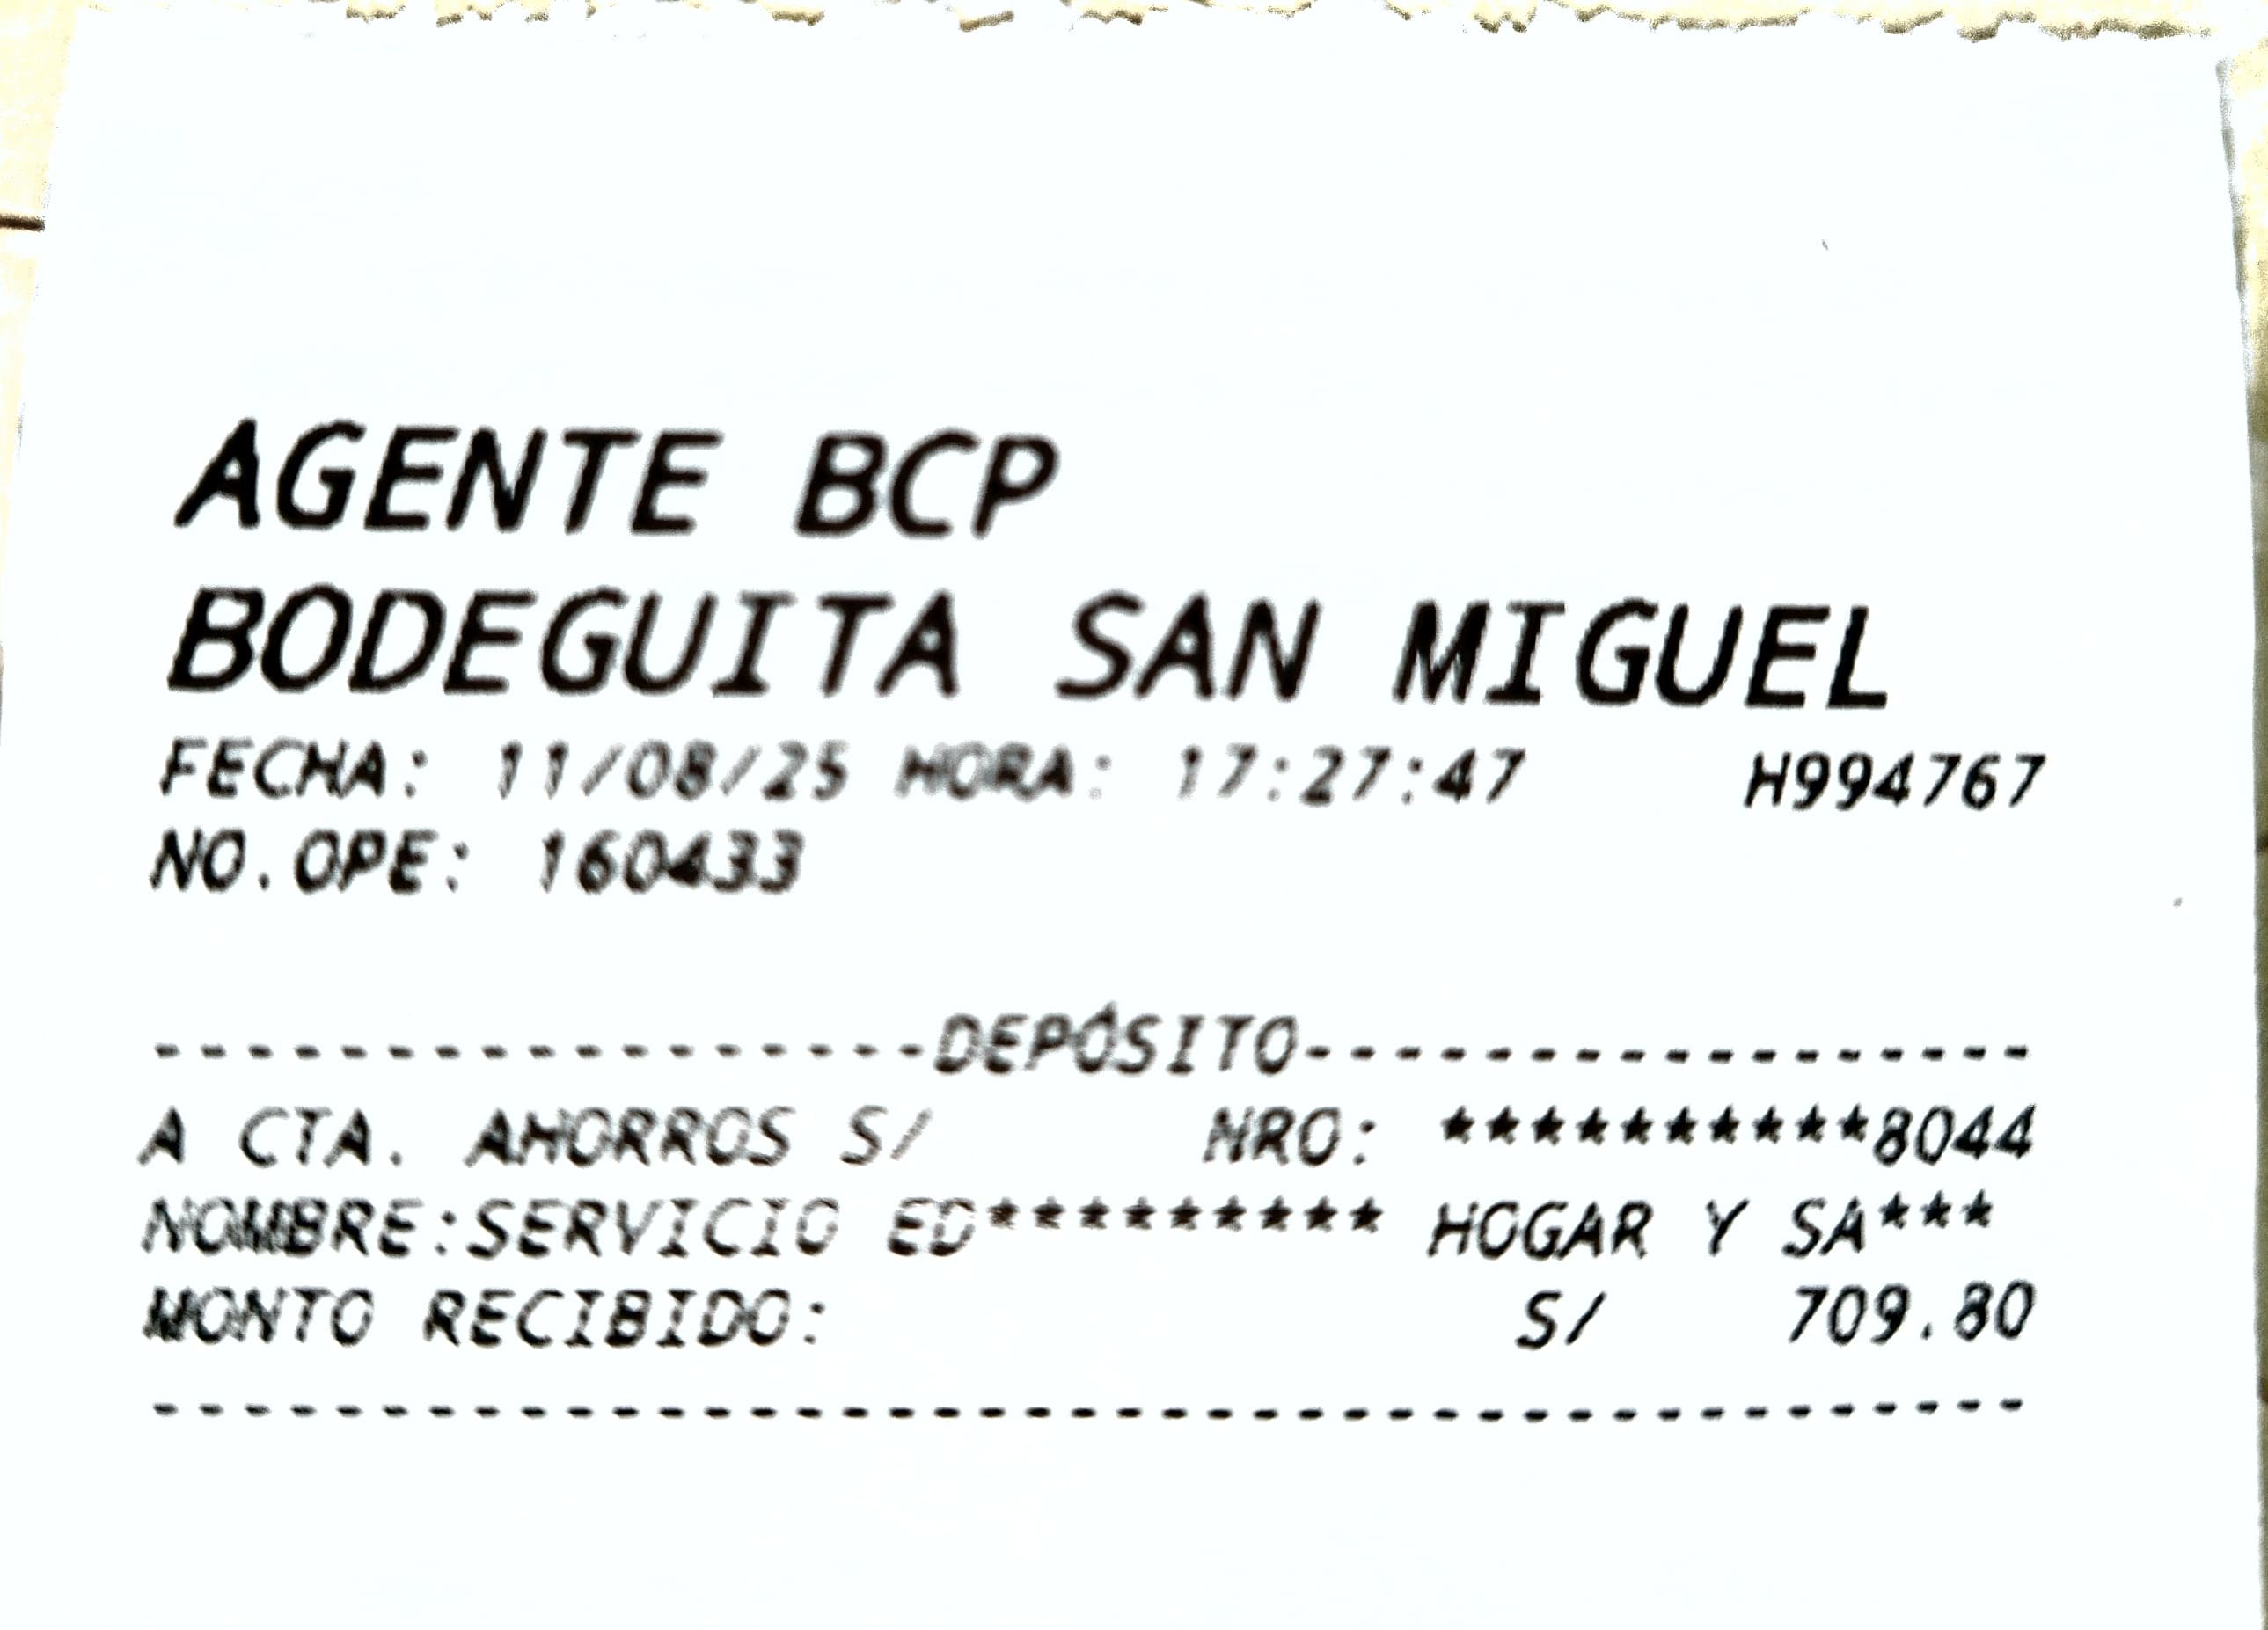 AGENTE BCP
BODEGUITA SAN MIGUEL
FECHA: 11/08/25 HORA: 17:27:47 H994767
NO.OPE: 160433
-----------------DEPÓSITO----------------
A CTA. AHORROS S/ NRO: **********8044
NOMBRE:SERVICIO ED********* HOGAR Y SA***
MONTO RECIBIDO: S/ 709.80
-----------------------------------------